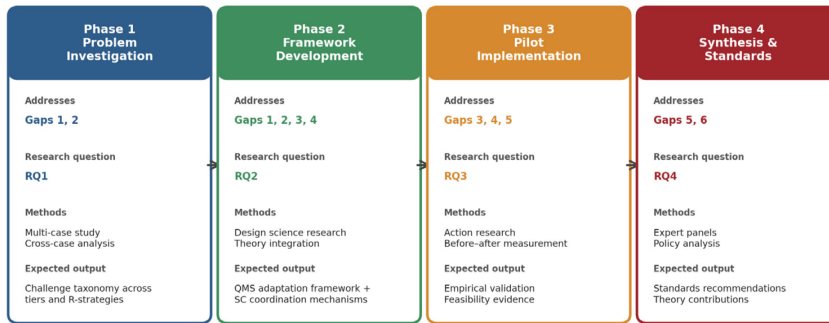 Phase 1
Problem
Investigation
Addresses
Gaps 1, 2
Research question
RQ1
Methods
Multi-case study
Cross-case analysis
Expected output
Challenge taxonomy across
tiers and R-strategies
Phase 2
Framework
Development
Addresses
Gaps 1, 2, 3, 4
Research question
RQ2
Methods
Design science research
Theory integration
Expected output
QMS adaptation framework +
SC coordination mechanisms
Phase 3
Pilot
Implementation
Addresses
Gaps 3, 4, 5
Research question
RQ3
Methods
Action research
Before–after measurement
Expected output
Empirical validation
Feasibility evidence
Phase 4
Synthesis &
Standards
Addresses
Gaps 5, 6
Research question
RQ4
Methods
Expert panels
Policy analysis
Expected output
Standards recommendations
Theory contributions